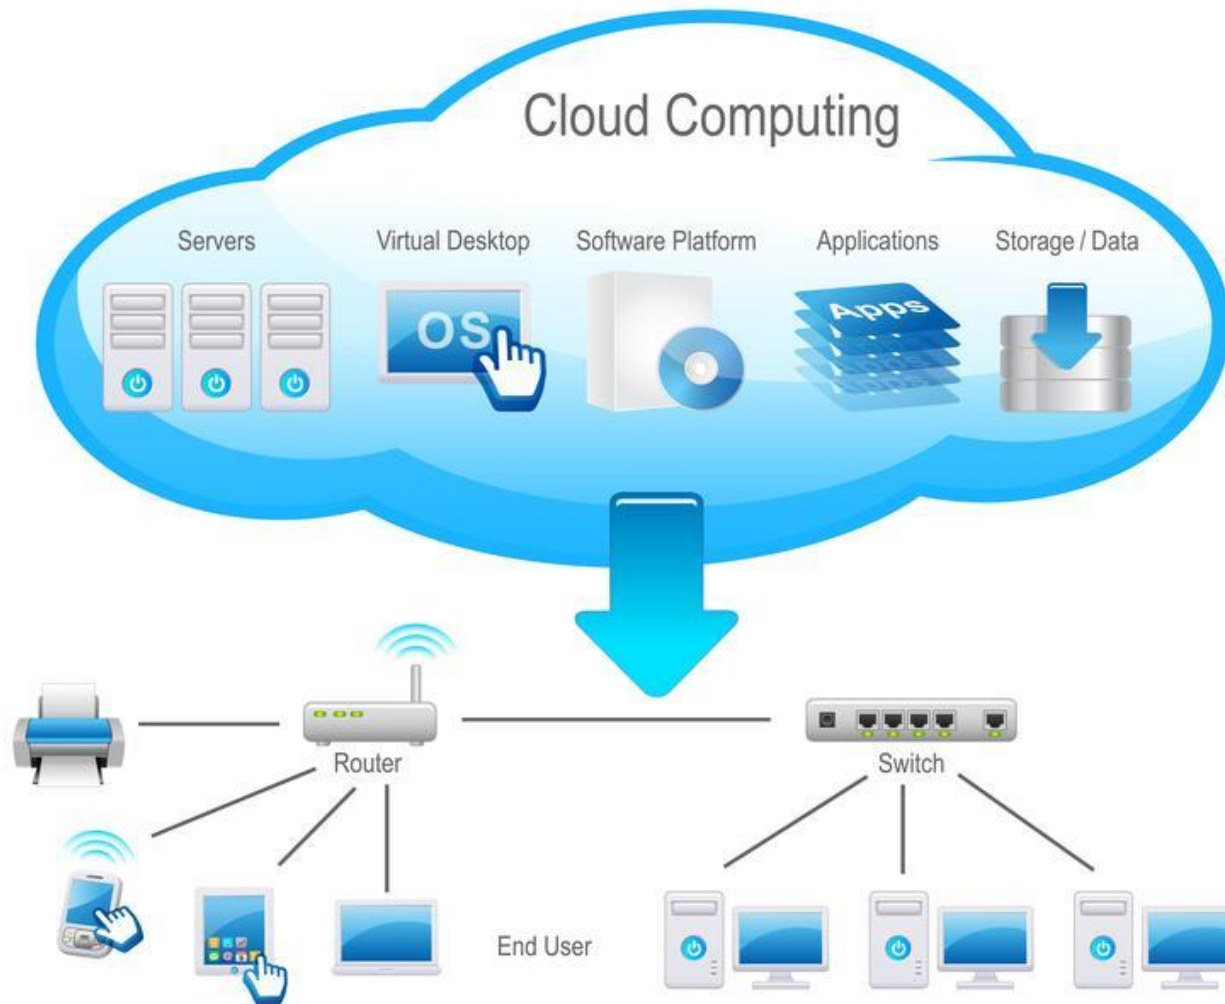 Cloud Computing
Servers
Virtual Desktop
Software Platform
Applications
Storage / Data
OS
Apps
Router
Switch
End User